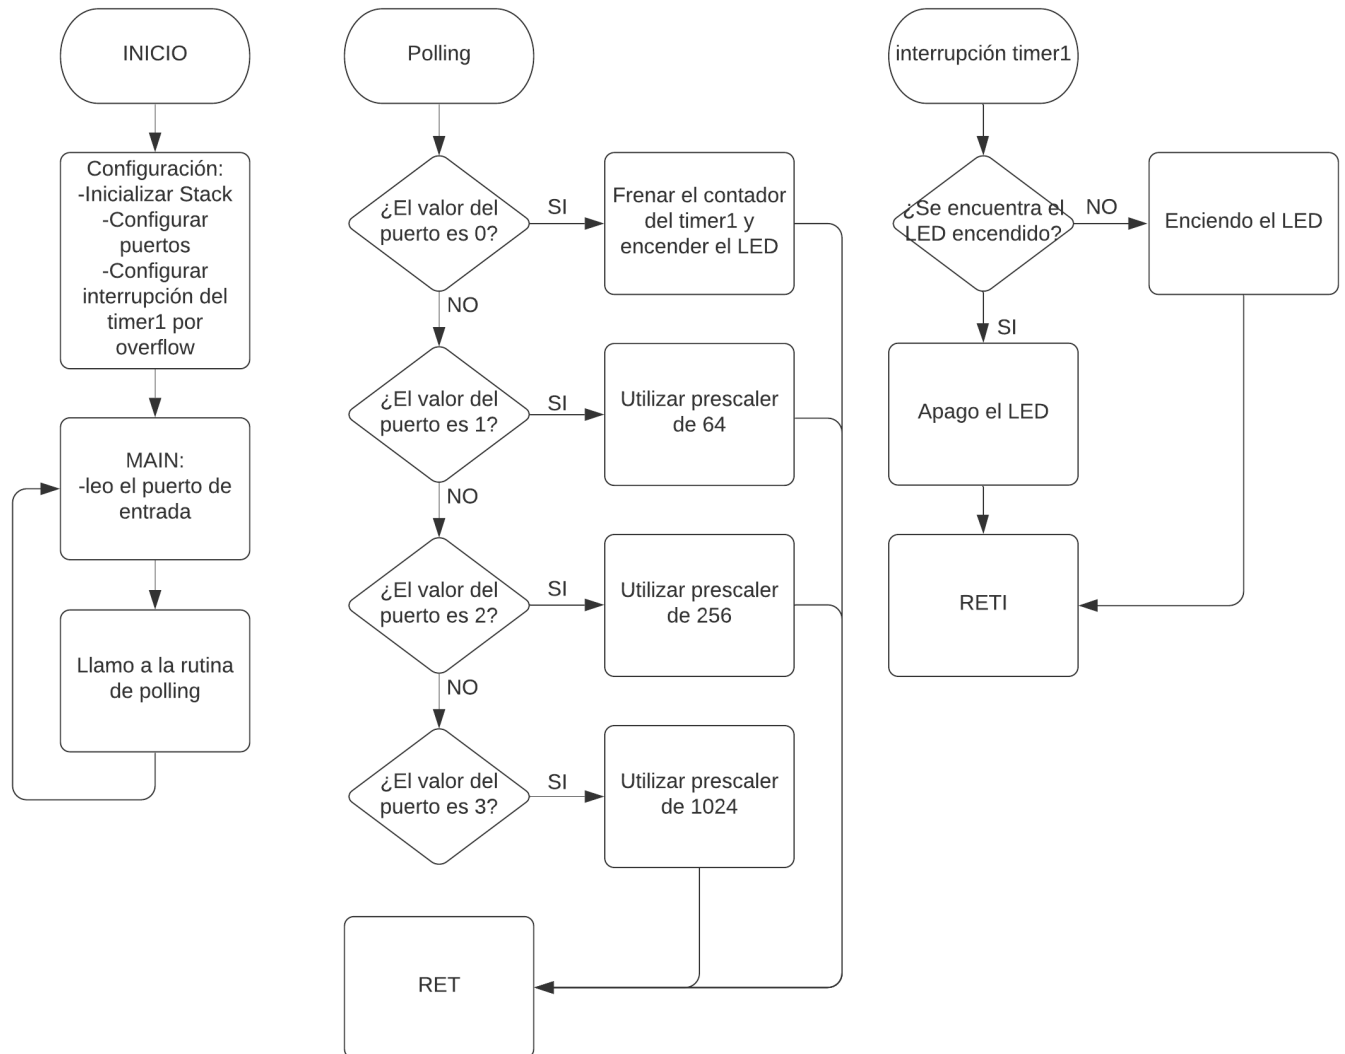 INICIO
Configuración:
-Inicializar Stack
-Configurar
puertos
-Configurar
interrupción del
timer1 por
overflow
MAIN:
-leo el puerto de
entrada
Llamo a la rutina
de polling
Polling
¿El valor del
puerto es 0?
SI
Frenar el contador
del timer1 y
encender el LED
NO
¿El valor del
puerto es 1?
SI
Utilizar prescaler
de 64
NO
¿El valor del
puerto es 2?
SI
Utilizar prescaler
de 256
NO
¿El valor del
puerto es 3?
SI
Utilizar prescaler
de 1024
RET
interrupción timer1
¿Se encuentra el
LED encendido?
NO
Enciendo el LED
SI
Apago el LED
RETI